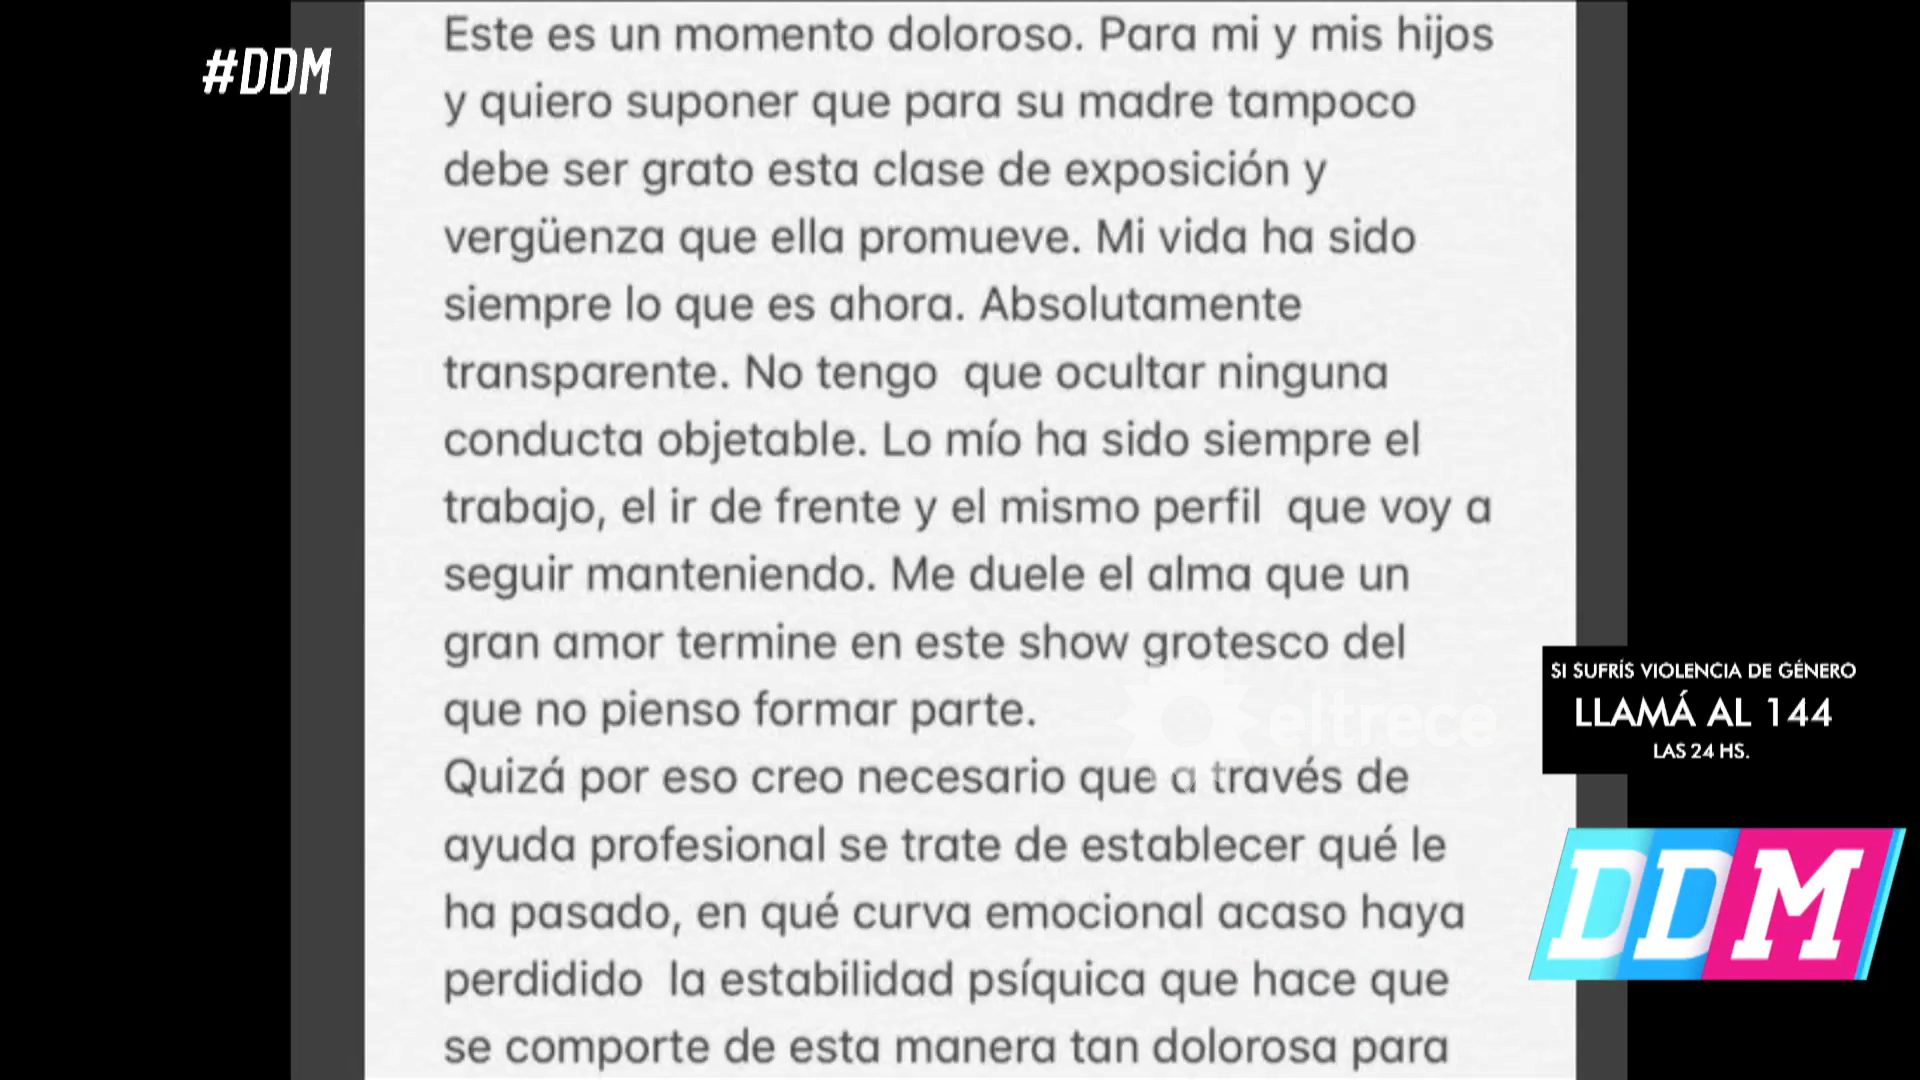 #DDM
Este es un momento doloroso. Para mi y mis hijos
y quiero suponer que para su madre tampoco
debe ser grato esta clase de exposición y
vergüenza que ella promueve. Mi vida ha sido
siempre lo que es ahora. Absolutamente
transparente. No tengo  que ocultar ninguna
conducta objetable. Lo mío ha sido siempre el
trabajo, el ir de frente y el mismo perfil  que voy a
seguir manteniendo. Me duele el alma que un
gran amor termine en este show grotesco del
que no pienso formar parte.
Quizá por eso creo necesario que a través de
ayuda profesional se trate de establecer qué le
ha pasado, en qué curva emocional acaso haya
perdidido  la estabilidad psíquica que hace que
se comporte de esta manera tan dolorosa para
eltrece
SI SUFRÍS VIOLENCIA DE GÉNERO
LLAMÁ AL 144
LAS 24 HS.
DDM